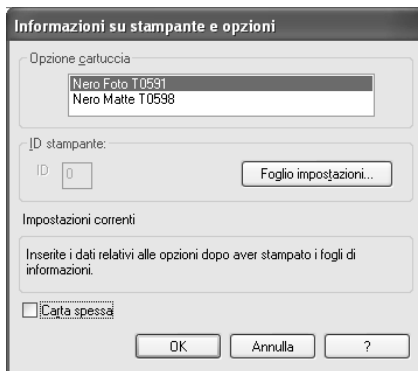 Informazioni su stampante e opzioni
Opzione cartuccia
Nero Foto T0591
Nero Matte T0598
ID stampante:
ID 0
Foglio impostazioni...
Impostazioni correnti
Inserite i dati relativi alle opzioni dopo aver stampato i fogli di
informazioni.
Carta spessa
OK Annulla ?